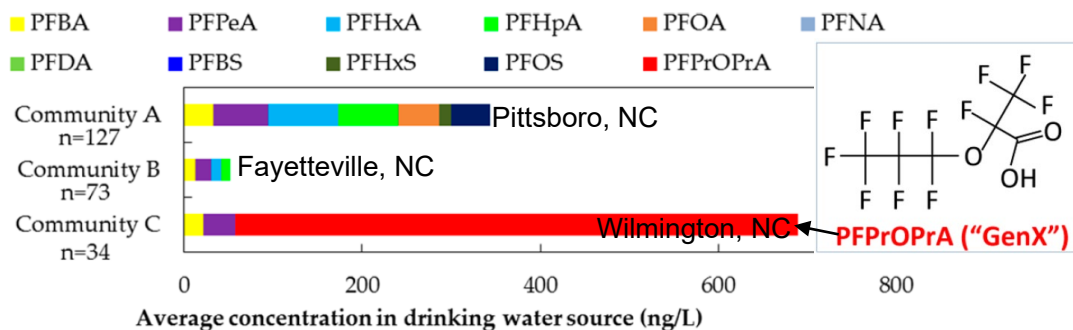 PFBA PFPeA PFHxA PFHpA PFOA PFNA
PFDA PFBS PFHxS PFOS PFPrOPrA
Community A
n=127
Pittsboro, NC
Community B
n=73
Fayetteville, NC
Community C
n=34
Wilmington, NC
0 200 400 600 800
Average concentration in drinking water source (ng/L)
F F F
F F F F F
F O O
F F F OH
PFPrOPrA (“GenX”)